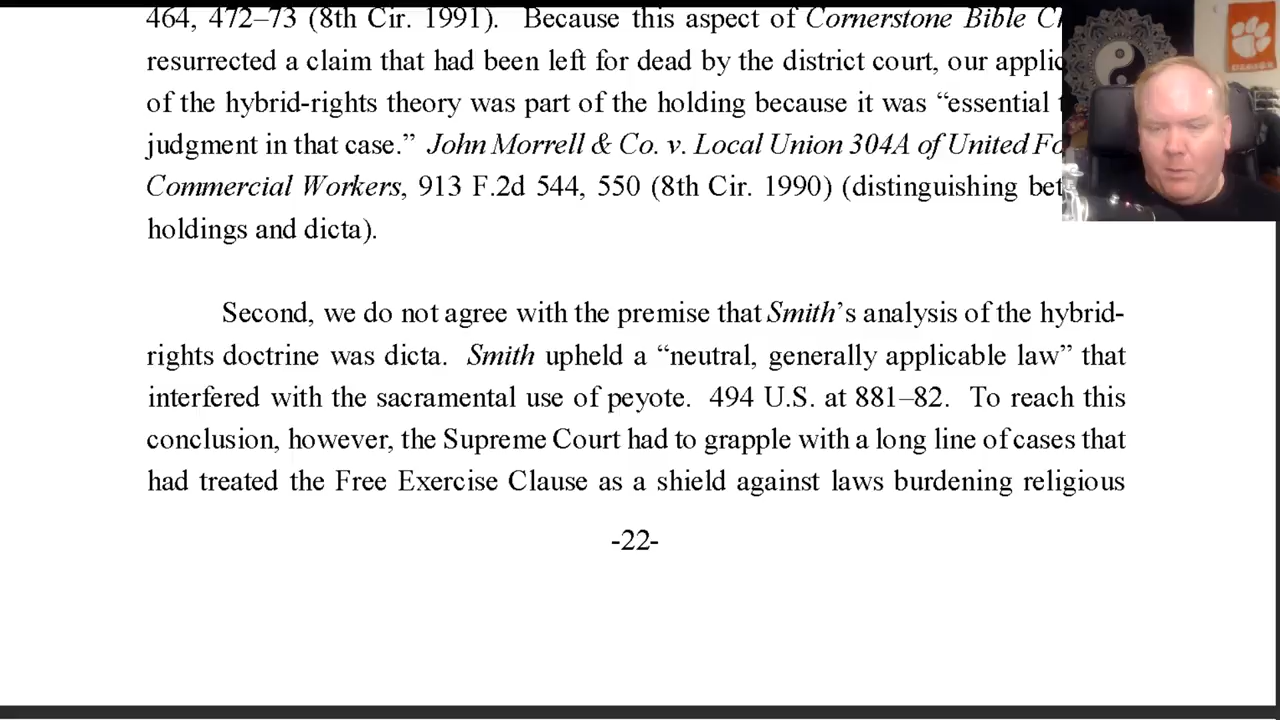 464, 472–73 (8th Cir. 1991). Because this aspect of Cornerstone Bible
resurrected a claim that had been left for dead by the district court, our
of the hybrid-rights theory was part of the holding because it was “essential
judgment in that case.” John Morrell & Co. v. Local Union 304A of United
Commercial Workers, 913 F.2d 544, 550 (8th Cir. 1990) (distinguishing
holdings and dicta).
Second, we do not agree with the premise that Smith’s analysis of the hybrid-
rights doctrine was dicta. Smith upheld a “neutral, generally applicable law” that
interfered with the sacramental use of peyote. 494 U.S. at 881–82. To reach this
conclusion, however, the Supreme Court had to grapple with a long line of cases that
had treated the Free Exercise Clause as a shield against laws burdening religious
-22-